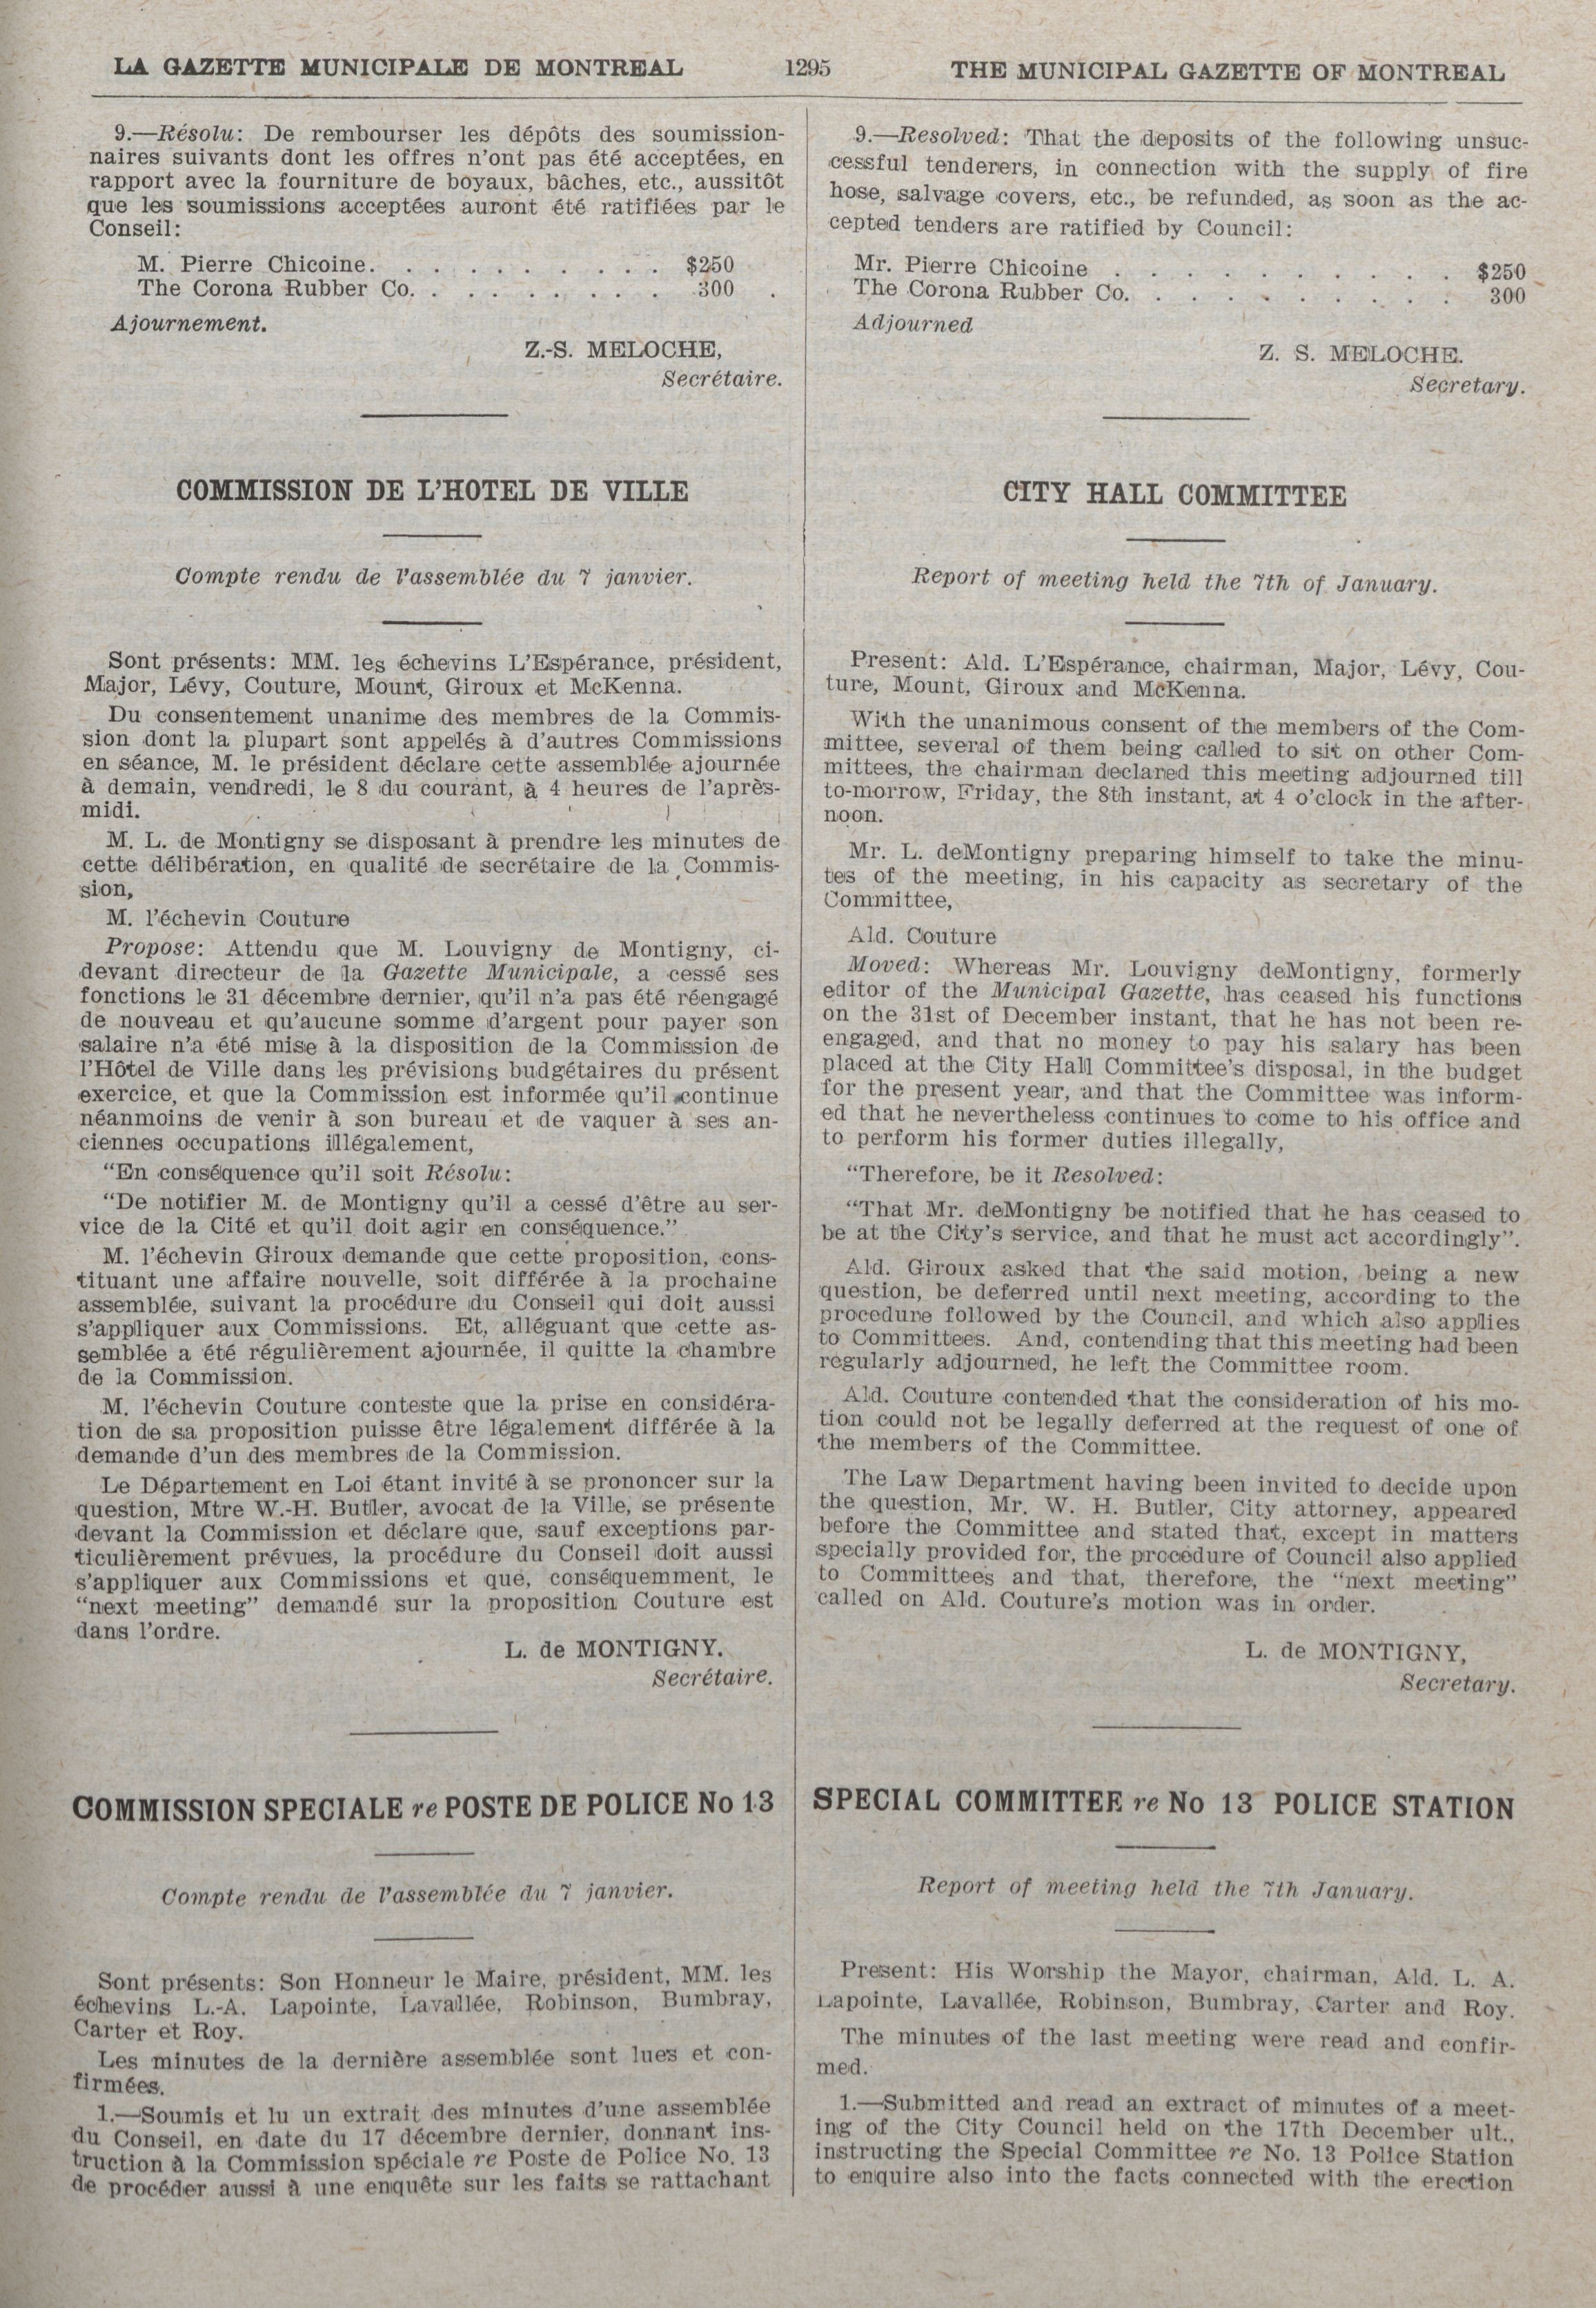 LA GAZETTE MUNICIPALE DE MONTREAL 1295 THE MUNICIPAL GAZETTE OF MONTREAL
9.—Résolu: De rembourser les dépôts des soumission-
naires suivants dont les offres n'ont pas été acceptées, en
rapport avec la fourniture de boyaux, bâches, etc., aussitôt
que les soumissions acceptées auront été ratifiées par le
Conseil:
M. Pierre Chicoine. . . . . . . . . . . $250
The Corona Rubber Co. . . . . . . . . 300
Ajournement.
Z.-S. MELOCHE,
Secrétaire.
COMMISSION DE L'HOTEL DE VILLE
Compte rendu de l'assemblée du 7 janvier.
Sont présents: MM. les échevins L'Espérance, président,
Major, Lévy, Couture, Mount, Giroux et McKenna.
Du consentement unanime des membres de la Commis-
sion dont la plupart sont appelés à d'autres Commissions
en séance, M. le président déclare cette assemblée ajournée
à demain, vendredi, le 8 du courant, à 4 heures de l'après-
midi.
M. L. de Montigny se disposant à prendre les minutes de
cette délibération, en qualité de secrétaire de la Commis-
sion,
M. l'échevin Couture
Propose: Attendu que M. Louvigny de Montigny, ci-
devant directeur de la Gazette Municipale, a cessé ses
fonctions le 31 décembre dernier, qu'il n'a pas été réengagé
de nouveau et qu'aucune somme d'argent pour payer son
salaire n'a été mise à la disposition de la Commission de
l'Hôtel de Ville dans les prévisions budgétaires du présent
exercice, et que la Commission est informée qu'il continue
néanmoins de venir à son bureau et de vaquer à ses an-
ciennes occupations illégalement,
"En conséquence qu'il soit Résolu:
"De notifier M. de Montigny qu'il a cessé d'être au ser-
vice de la Cité et qu'il doit agir en conséquence."
M. l'échevin Giroux demande que cette proposition, cons-
tituant une affaire nouvelle, soit différée à la prochaine
assemblée, suivant la procédure du Conseil qui doit aussi
s'appliquer aux Commissions. Et, alléguant que cette as-
semblée a été régulièrement ajournée, il quitte la chambre
de la Commission.
M. l'échevin Couture conteste que la prise en considéra-
tion de sa proposition puisse être légalement différée à la
demande d'un des membres de la Commission.
Le Département en Loi étant invité à se prononcer sur la
question, Mtre W.-H. Butler, avocat de la Ville, se présente
devant la Commission et déclare que, sauf exceptions par-
ticulièrement prévues, la procédure du Conseil doit aussi
s'appliquer aux Commissions et que, conséquemment, le
"next meeting" demandé sur la proposition Couture est
dans l'ordre.
L. de MONTIGNY.
Secrétaire.
COMMISSION SPECIALE re POSTE DE POLICE No 13
Compte rendu de l'assemblée du 7 janvier.
Sont présents: Son Honneur le Maire, président, MM. les
échevins L.-A. Lapointe, Lavallée, Robinson, Bumbray,
Carter et Roy.
Les minutes de la dernière assemblée sont lues et con-
firmées.
1.—Soumis et lu un extrait des minutes d'une assemblée
du Conseil, en date du 17 décembre dernier, donnant ins-
truction à la Commission spéciale re Poste de Police No. 13
de procéder aussi à une enquête sur les faits se rattachant
9.—Resolved: That the deposits of the following unsuc-
cessful tenderers, in connection with the supply of fire
hose, salvage covers, etc., be refunded, as soon as the ac-
cepted tenders are ratified by Council:
Mr. Pierre Chicoine . . . . . . . . . . $250
The Corona Rubber Co. . . . . . . . . . 300
Adjourned
Z. S. MELOCHE.
Secretary.
CITY HALL COMMITTEE
Report of meeting held the 7th of January.
Present: Ald. L'Espérance, chairman, Major, Lévy, Cou-
ture, Mount, Giroux and McKenna.
With the unanimous consent of the members of the Com-
mittee, several of them being called to sit on other Com-
mittees, the chairman declared this meeting adjourned till
to-morrow, Friday, the 8th instant, at 4 o'clock in the after-
noon.
Mr. L. deMontigny preparing himself to take the minu-
tes of the meeting, in his capacity as secretary of the
Committee,
Ald. Couture
Moved: Whereas Mr. Louvigny deMontigny, formerly
editor of the Municipal Gazette, has ceased his functions
on the 31st of December instant, that he has not been re-
engaged, and that no money to pay his salary has been
placed at the City Hall Committee's disposal, in the budget
for the present year, and that the Committee was inform-
ed that he nevertheless continues to come to his office and
to perform his former duties illegally,
"Therefore, be it Resolved:
"That Mr. deMontigny be notified that he has ceased to
be at the City's service, and that he must act accordingly".
Ald. Giroux asked that the said motion, being a new
question, be deferred until next meeting, according to the
procedure followed by the Council, and which also applies
to Committees. And, contending that this meeting had been
regularly adjourned, he left the Committee room.
Ald. Couture contended that the consideration of his mo-
tion could not be legally deferred at the request of one of
the members of the Committee.
The Law Department having been invited to decide upon
the question, Mr. W. H. Butler, City attorney, appeared
before the Committee and stated that, except in matters
specially provided for, the procedure of Council also applied
to Committees and that, therefore, the "next meeting"
called on Ald. Couture's motion was in order.
L. de MONTIGNY,
Secretary.
SPECIAL COMMITTEE re No 13 POLICE STATION
Report of meeting held the 7th January.
Present: His Worship the Mayor, chairman, Ald. L. A.
Lapointe, Lavallée, Robinson, Bumbray, Carter and Roy.
The minutes of the last meeting were read and confir-
med.
1.—Submitted and read an extract of minutes of a meet-
ing of the City Council held on the 17th December ult.,
instructing the Special Committee re No. 13 Police Station
to enquire also into the facts connected with the erection